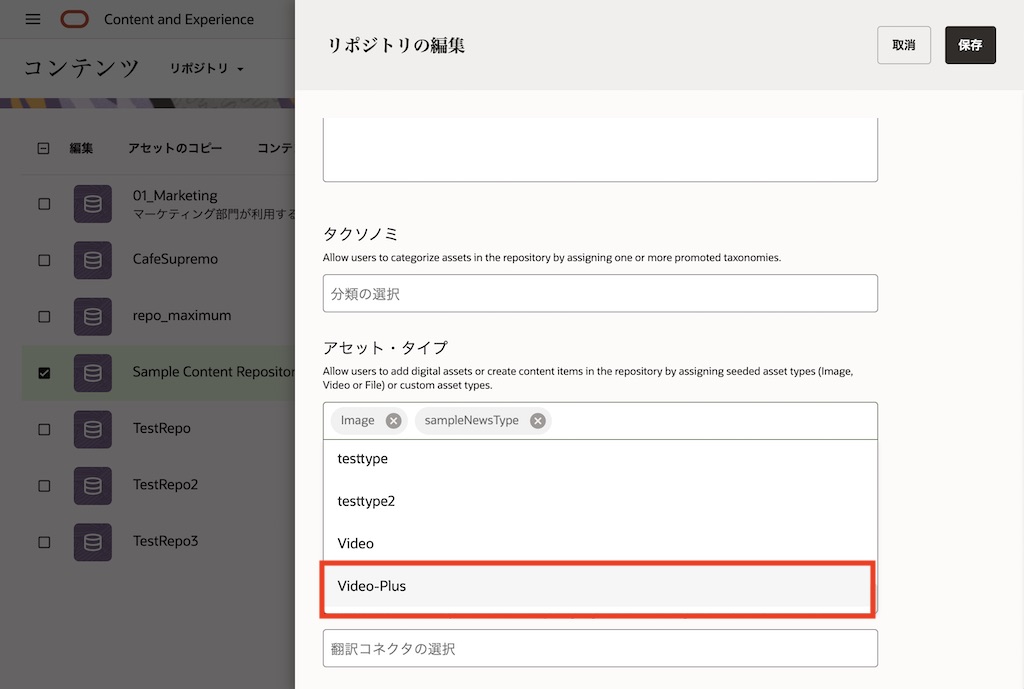 Content and Experience
コンテンツ
リポジトリ
編集
アセットのコピー
コンテ
01_Marketing
マーケティング部門が利用する
CafeSupremo
repo_maximum
Sample Content Repositor
TestRepo
TestRepo2
TestRepo3
リポジトリの編集
取消
保存
タクソノミ
Allow users to categorize assets in the repository by assigning one or more promoted taxonomies.
分類の選択
アセット・タイプ
Allow users to add digital assets or create content items in the repository by assigning seeded asset types (Image,
Video or File) or custom asset types.
Image
sampleNewsType
testtype
testtype2
Video
Video-Plus
翻訳コネクタの選択